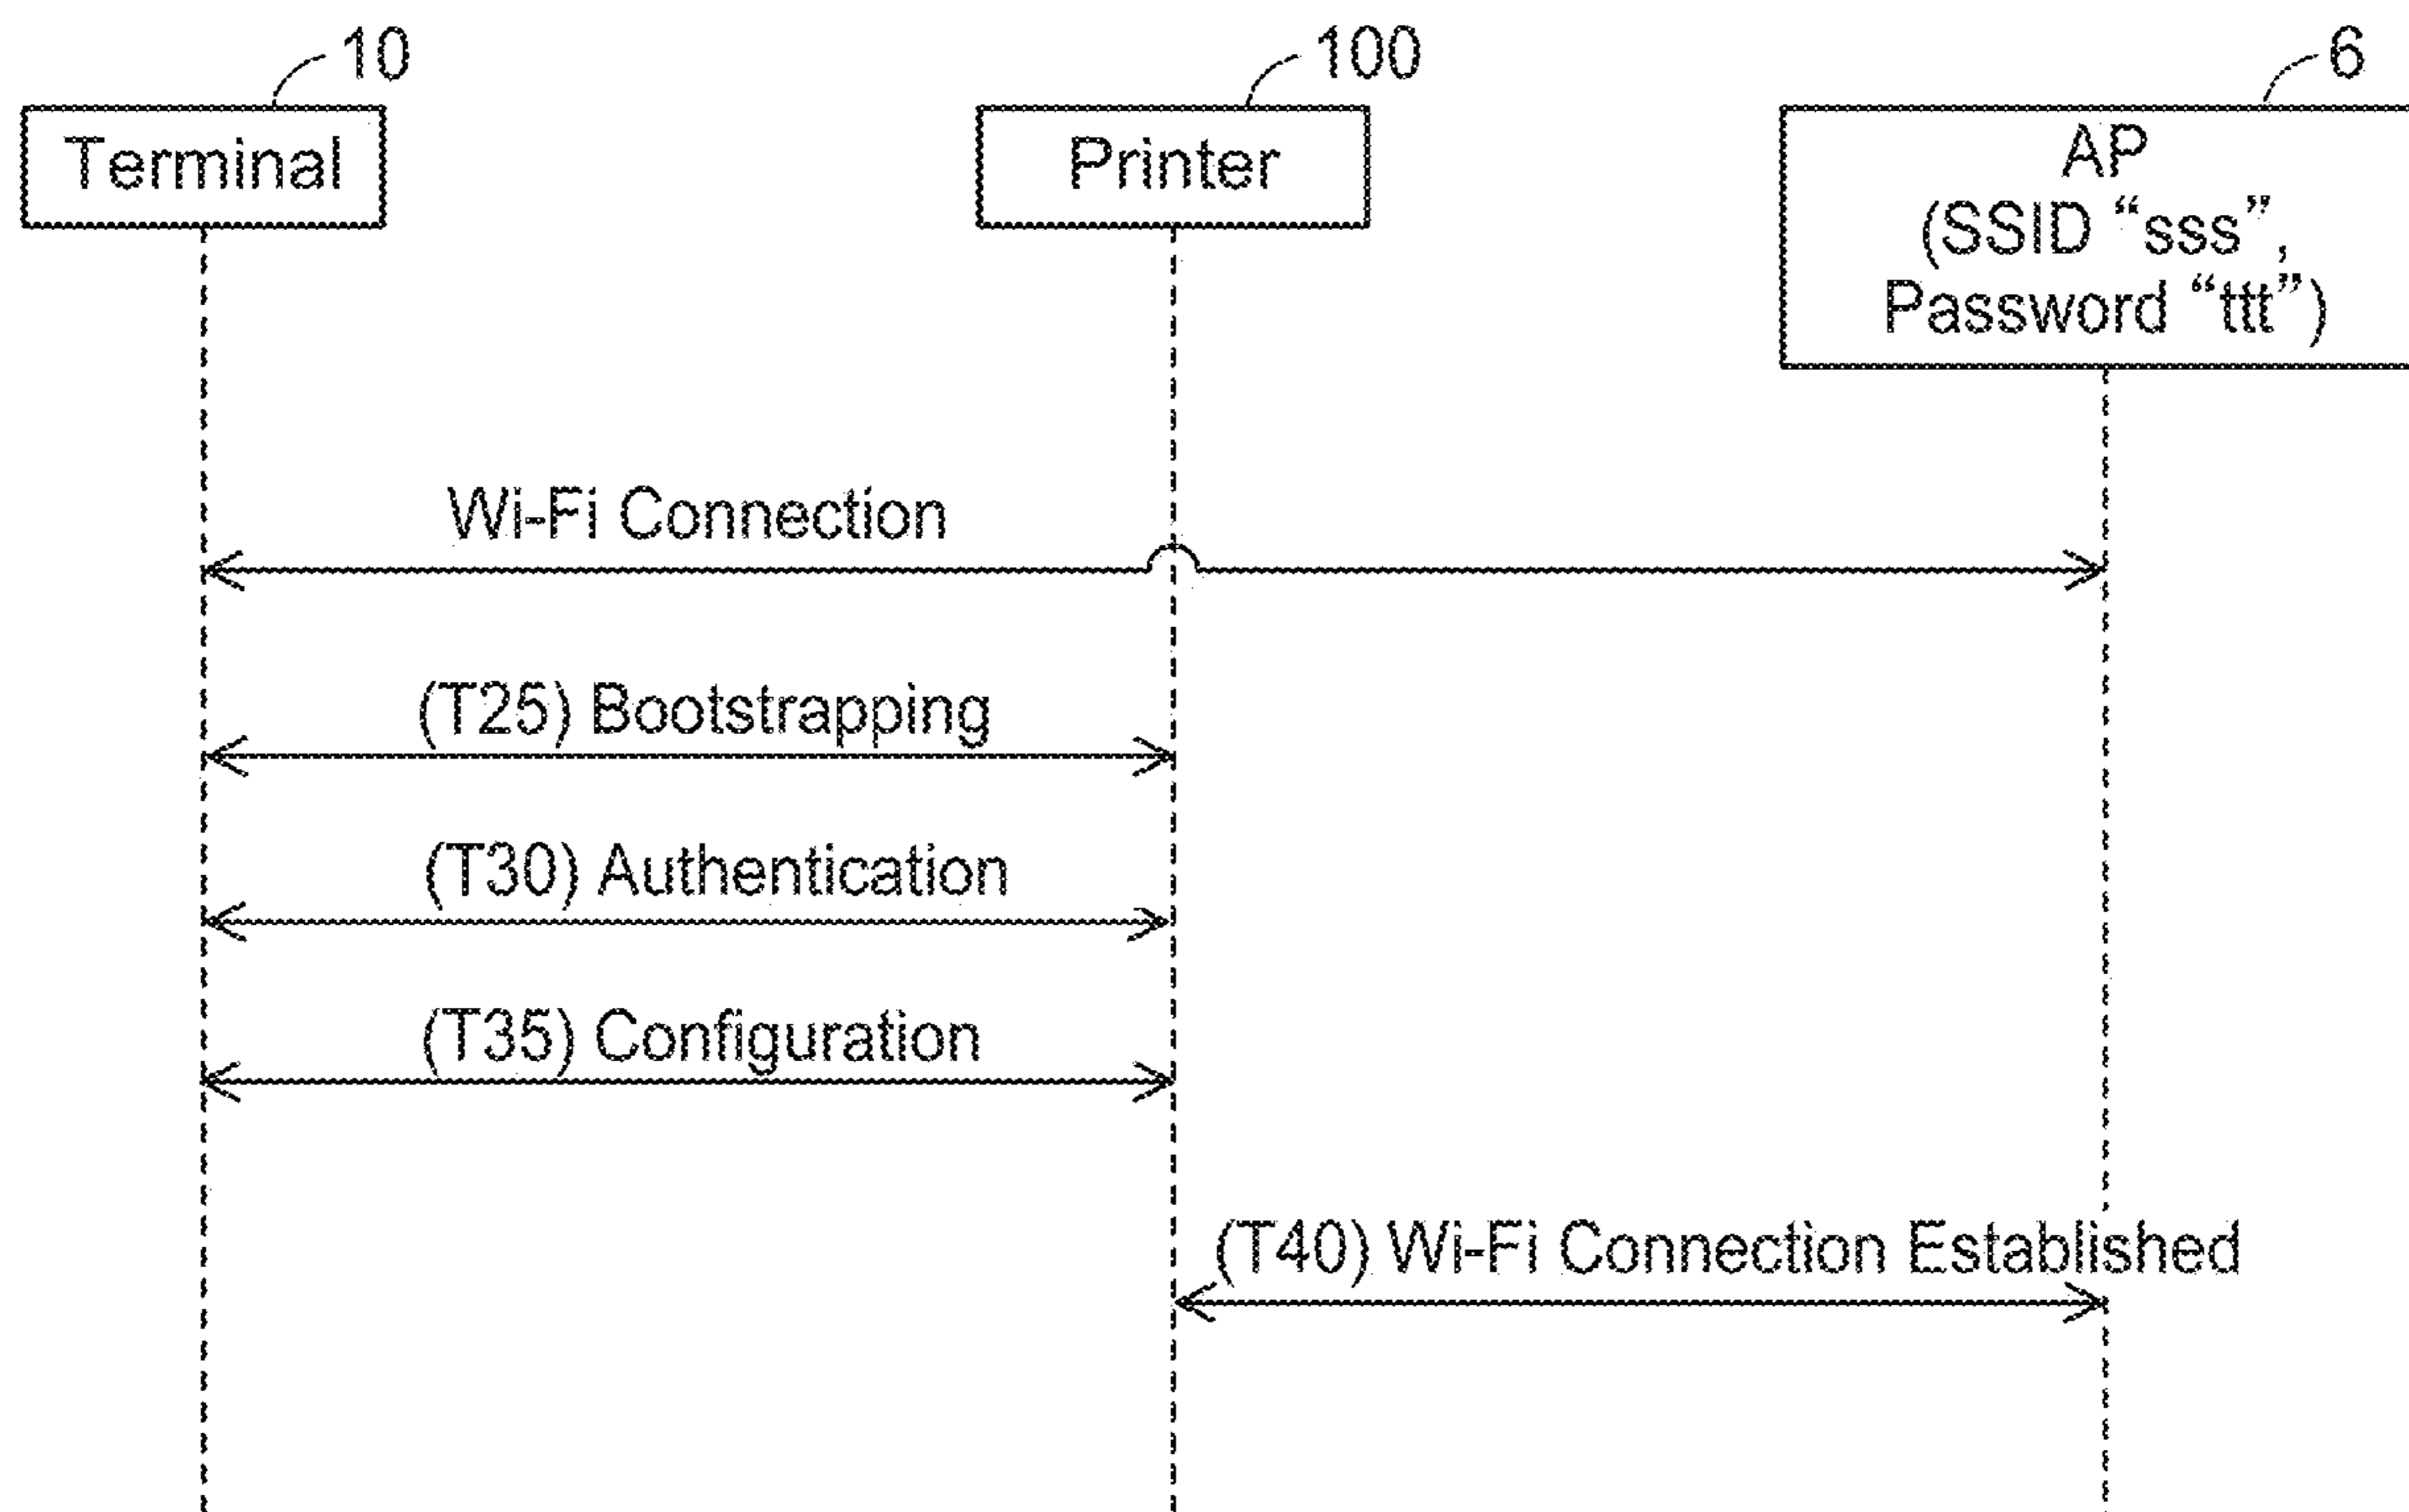 10
100
6
Terminal
Printer
AP
(SSID “sss”,
Password “ttt”)
Wi-Fi Connection
(T25) Bootstrapping
(T30) Authentication
(T35) Configuration
(T40) Wi-Fi Connection Established